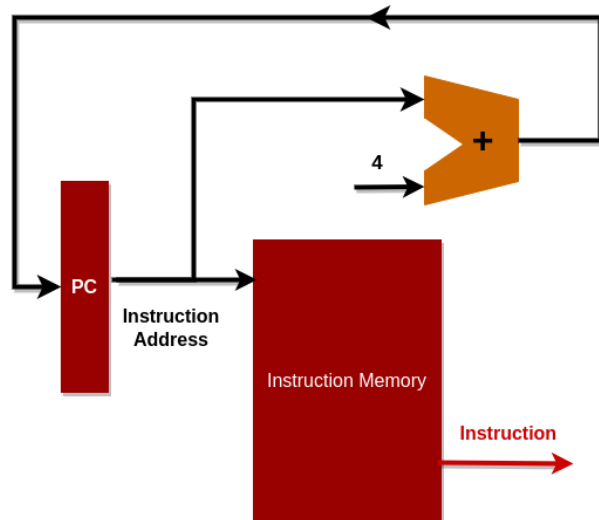 +
4
PC
Instruction
Address
Instruction Memory
Instruction